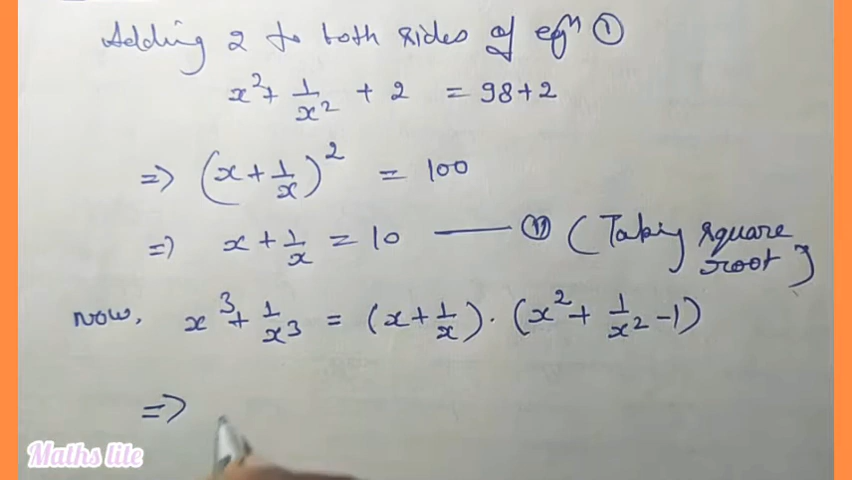 Adding 2 to both sides of eqⁿ ①
x² + 1/x² + 2 = 98+2
=> (x + 1/x)² = 100
=> x + 1/x = 10 —— ⑪ (Taking square root)
Now, x³ + 1/x³ = (x + 1/x) · (x² + 1/x² - 1)
=>
Maths lite